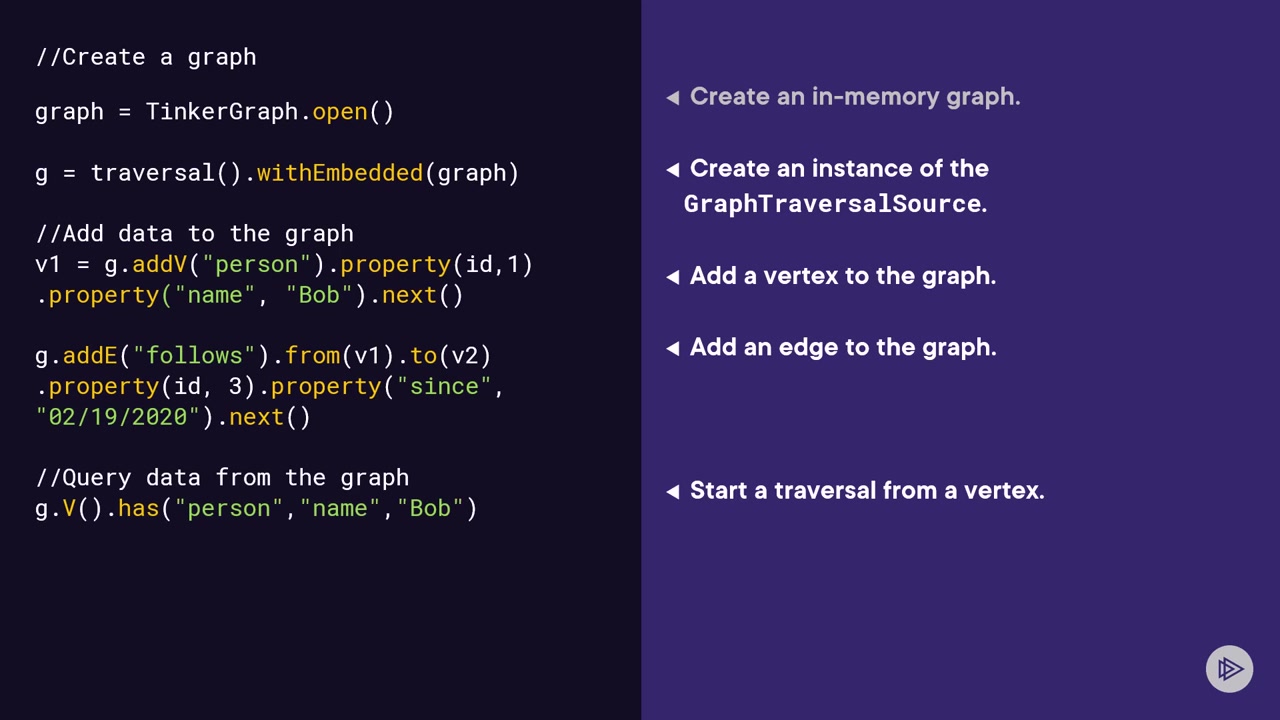 //Create a graph
graph = TinkerGraph.open()
g = traversal().withEmbedded(graph)
//Add data to the graph
v1 = g.addV("person").property(id,1)
.property("name", "Bob").next()
g.addE("follows").from(v1).to(v2)
.property(id, 3).property("since",
"02/19/2020").next()
//Query data from the graph
g.V().has("person","name","Bob")
◄ Create an in-memory graph.
◄ Create an instance of the
GraphTraversalSource.
◄ Add a vertex to the graph.
◄ Add an edge to the graph.
◄ Start a traversal from a vertex.